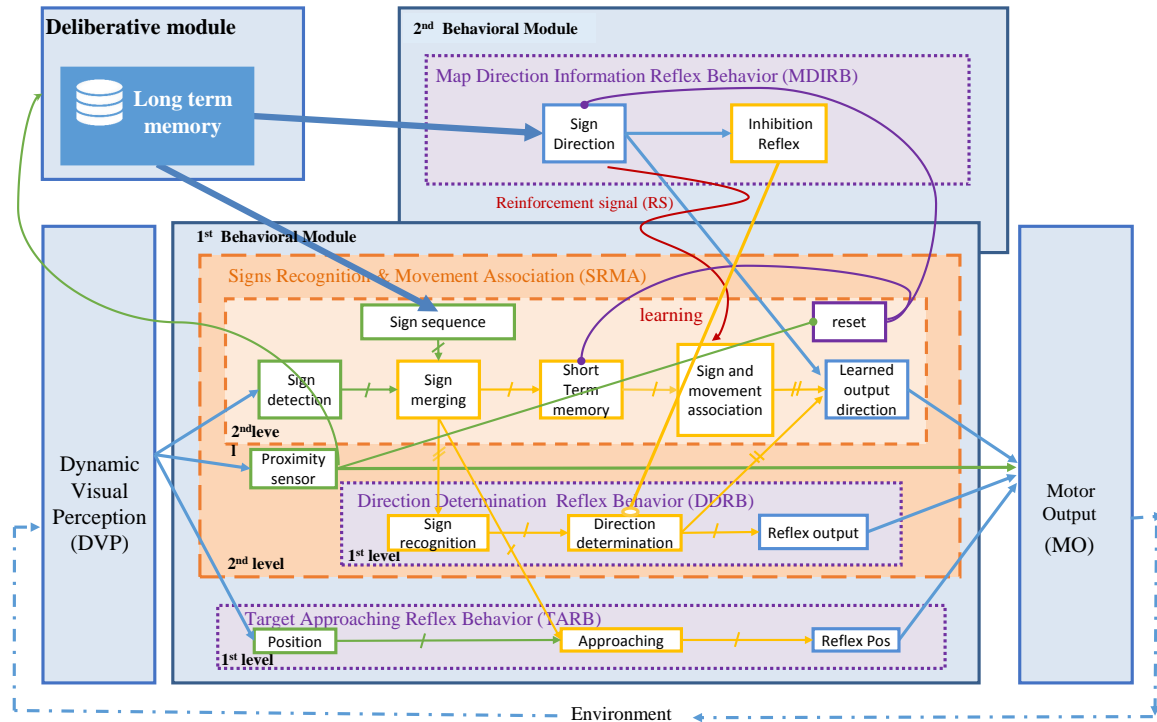 Deliberative module
Long term
memory
2nd Behavioral Module
Map Direction Information Reflex Behavior (MDIRB)
Sign
Direction
Inhibition
Reflex
Reinforcement signal (RS)
1st Behavioral Module
Signs Recognition & Movement Association (SRMA)
Sign sequence
learning
reset
Sign
detection
Sign
merging
Short
Term
memory
Sign and
movement
association
Learned
output
direction
2ndleve
l
Proximity
sensor
Direction Determination Reflex Behavior (DDRB)
Sign
recognition
Direction
determination
Reflex output
1st level
2nd level
Target Approaching Reflex Behavior (TARB)
Position
Approaching
Reflex Pos
1st level
Dynamic
Visual
Perception
(DVP)
Motor
Output
(MO)
Environment